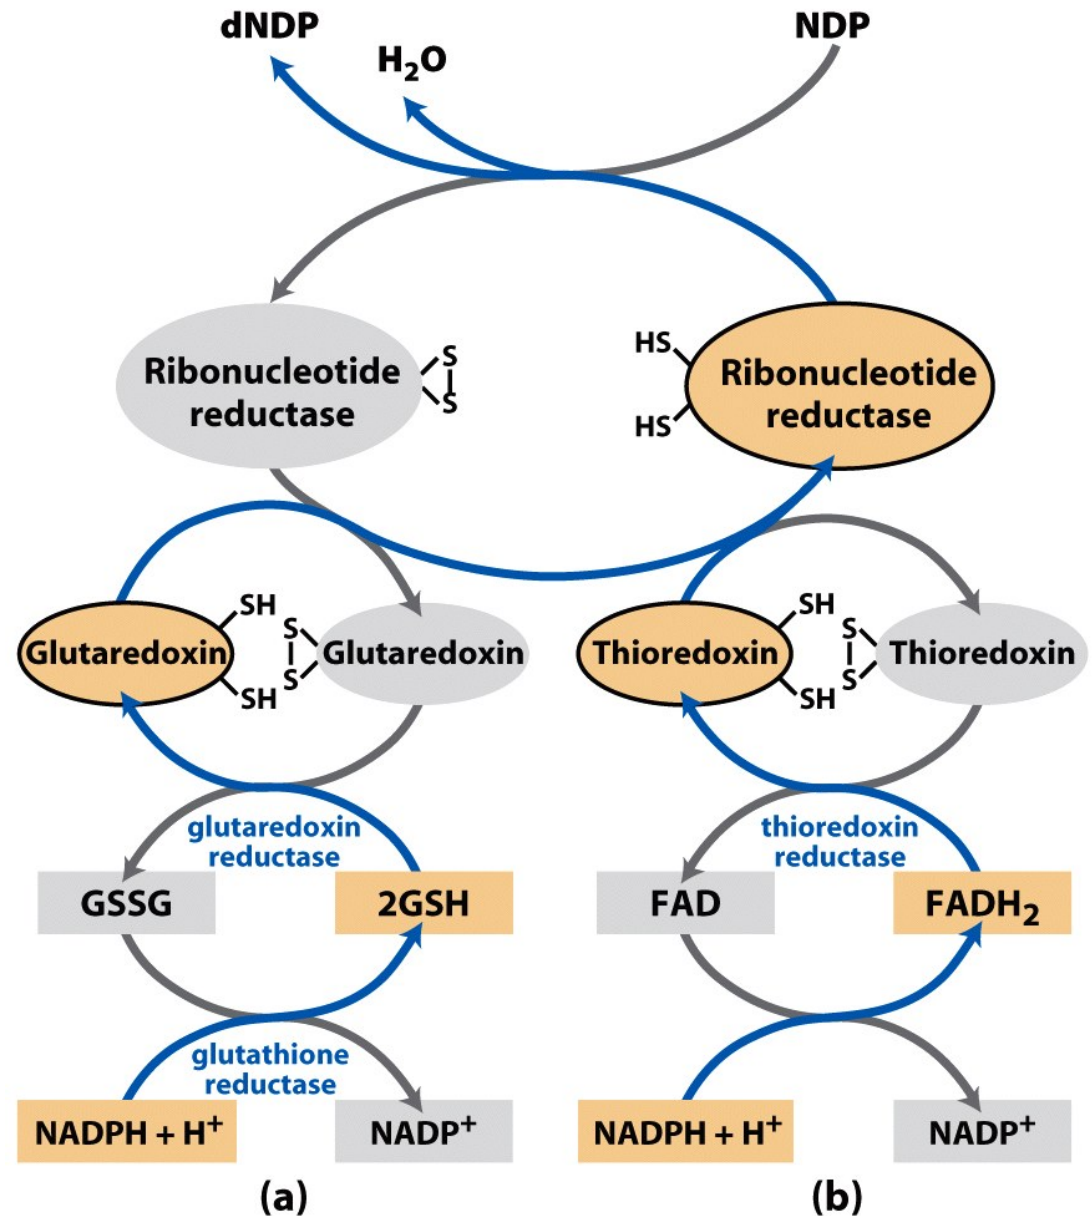 dNDP
NDP
H₂O
Ribonucleotide
reductase
S
S
HS
HS
Ribonucleotide
reductase
Glutaredoxin
SH
SH
S
S
Glutaredoxin
Thioredoxin
SH
SH
S
S
Thioredoxin
glutaredoxin
reductase
thioredoxin
reductase
GSSG
2GSH
FAD
FADH₂
glutathione
reductase
NADPH + H⁺
NADP⁺
NADPH + H⁺
NADP⁺
(a)
(b)